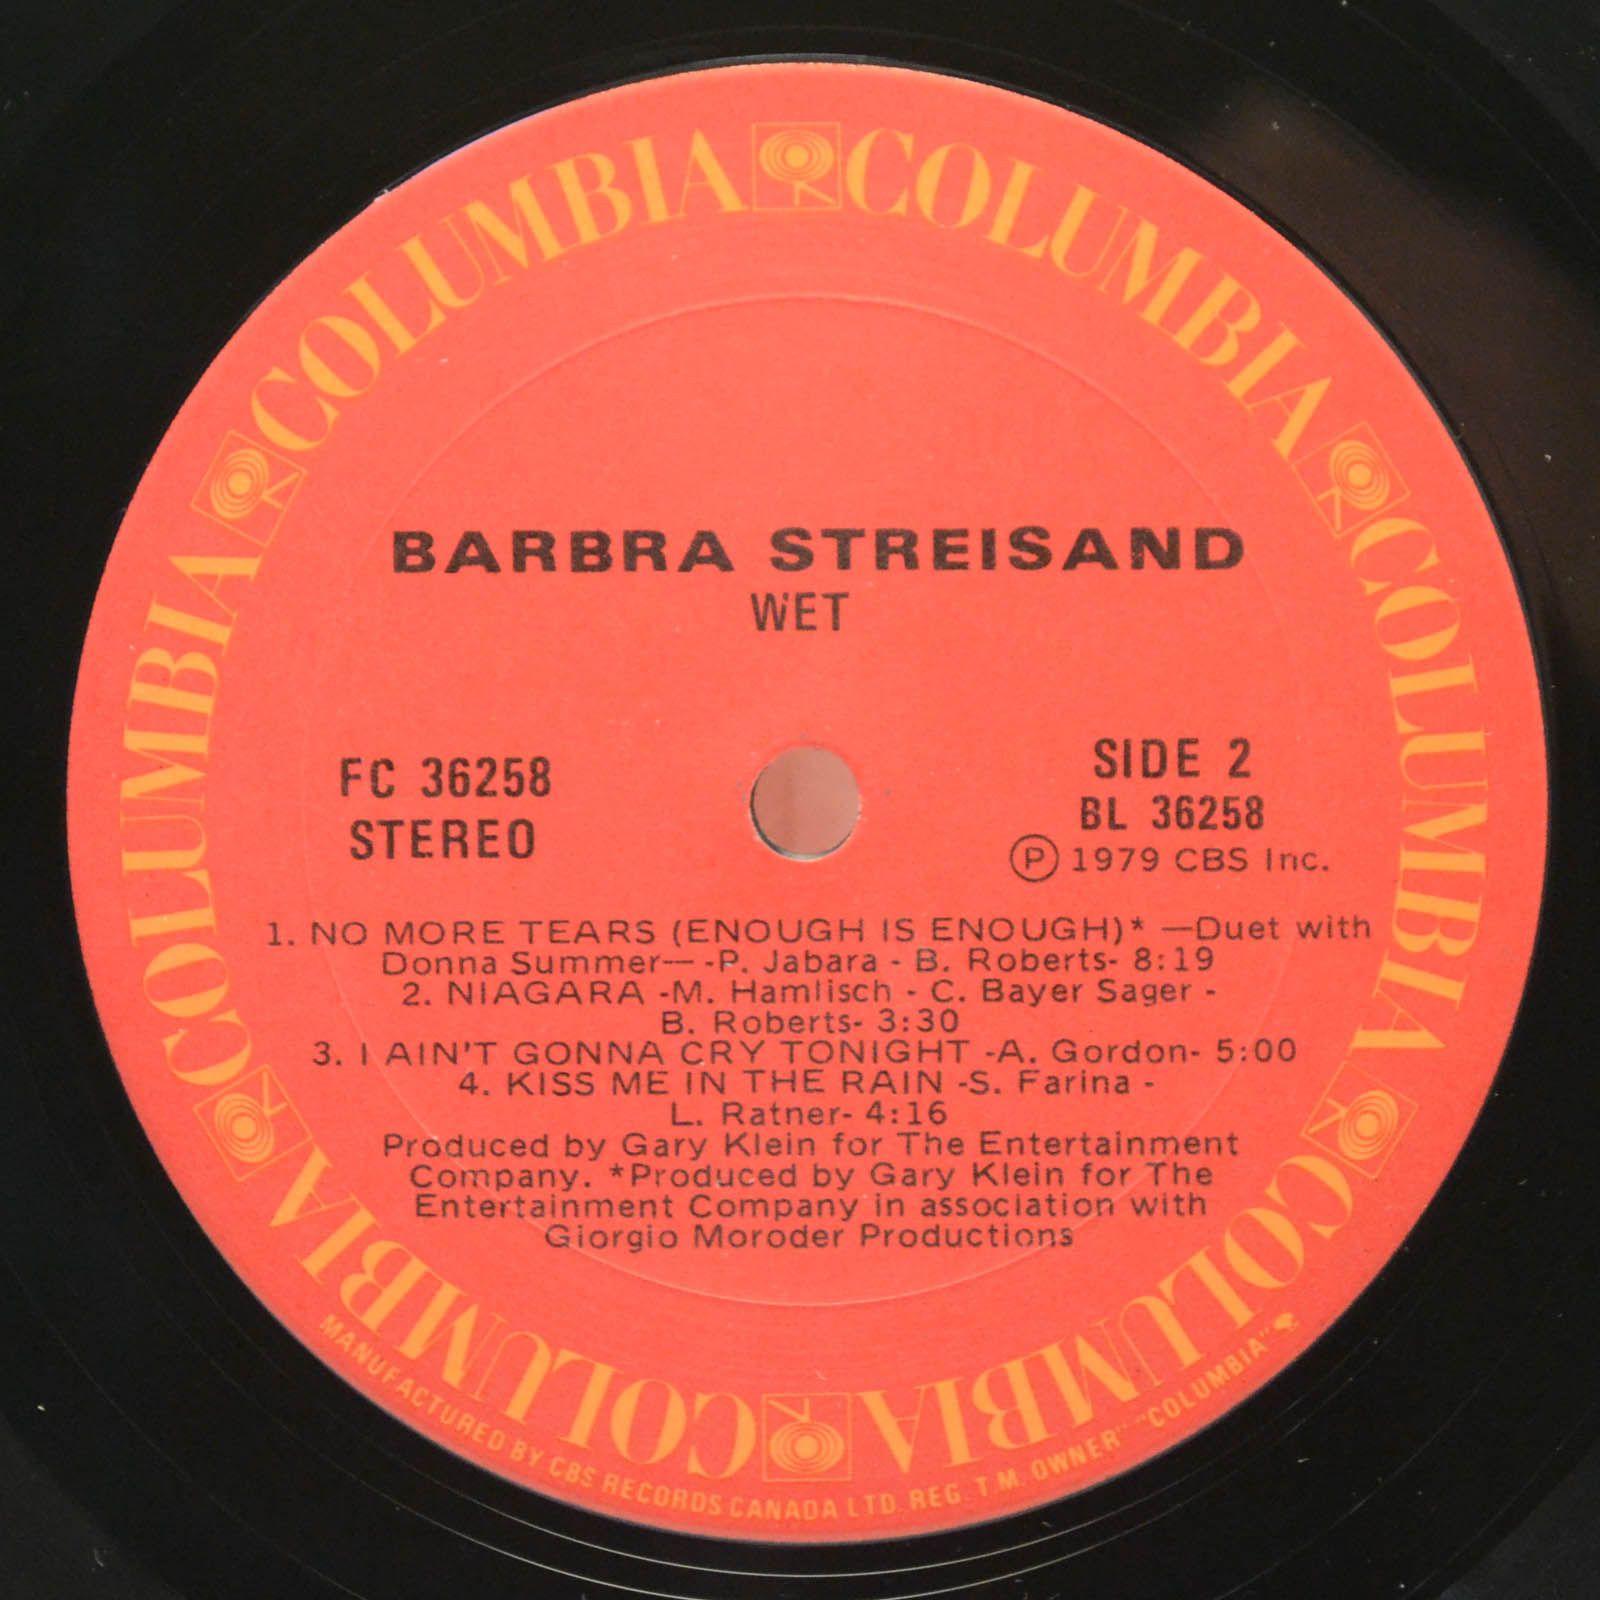 COLUMBIA COLUMBIA COLUMBIA COLUMBIA COLUMBIA COLUMBIA
BARBRA STREISAND
WET
FC 36258
STEREO
SIDE 2
BL 36258
Ⓟ 1979 CBS Inc.
1. NO MORE TEARS (ENOUGH IS ENOUGH)* —Duet with
Donna Summer— -P. Jabara - B. Roberts- 8:19
2. NIAGARA -M. Hamlisch - C. Bayer Sager -
B. Roberts- 3:30
3. I AIN'T GONNA CRY TONIGHT -A. Gordon- 5:00
4. KISS ME IN THE RAIN -S. Farina -
L. Ratner- 4:16
Produced by Gary Klein for The Entertainment
Company. *Produced by Gary Klein for The
Entertainment Company in association with
Giorgio Moroder Productions
MANUFACTURED BY CBS RECORDS CANADA LTD. REG. T.M. OWNER "COLUMBIA"